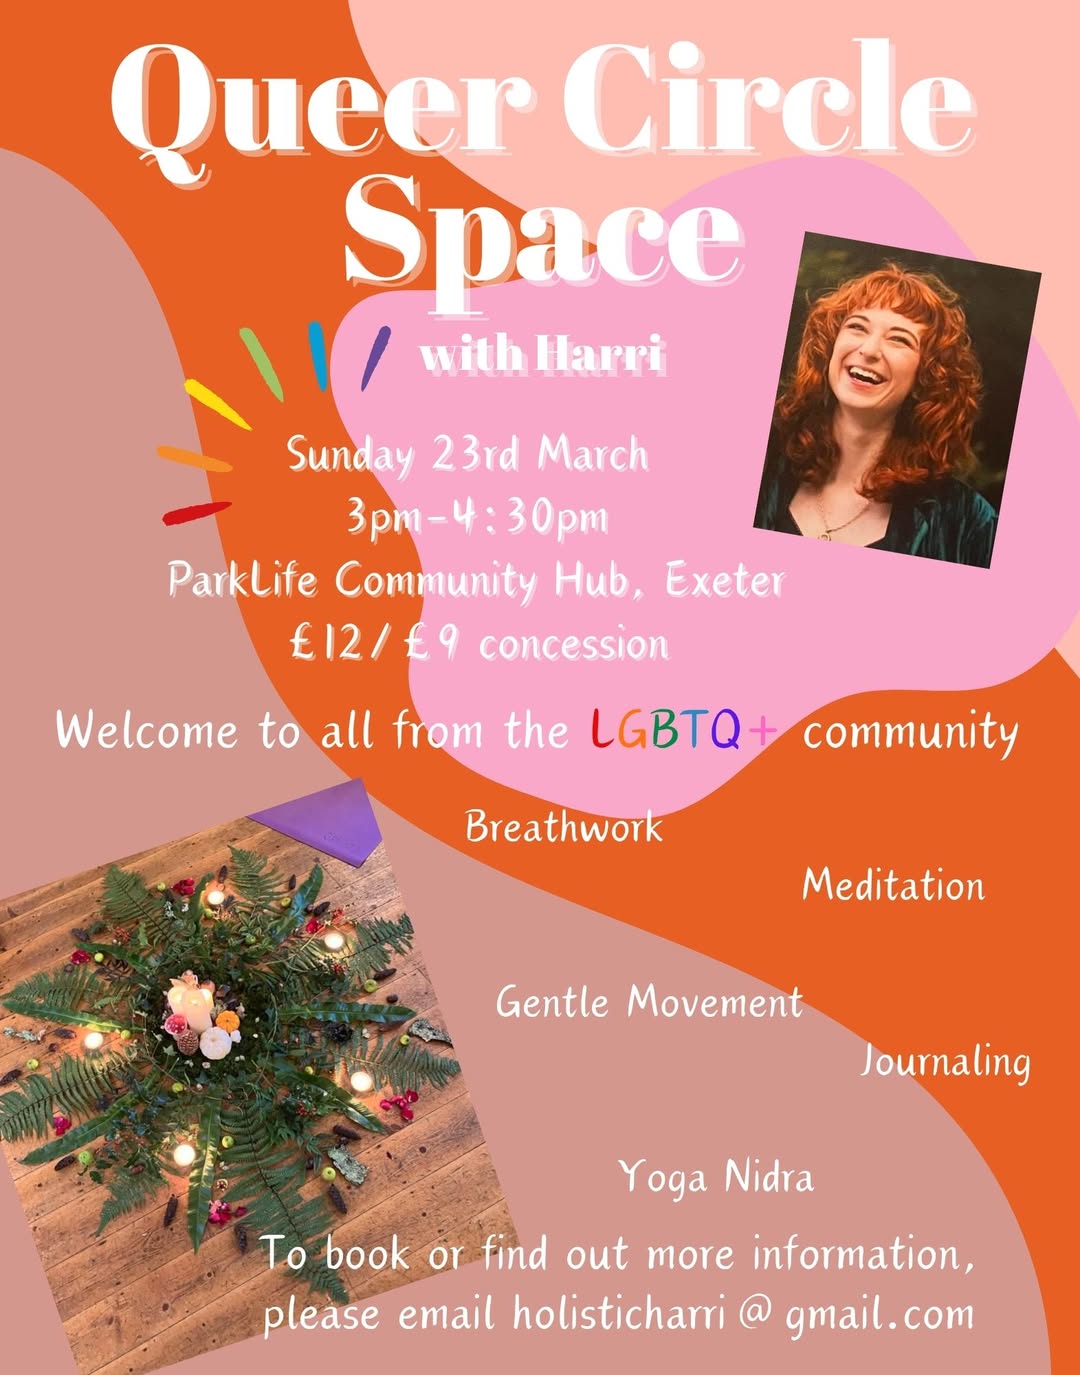 Queer Circle
Space
with Harri
Sunday 23rd March
3pm-4:30pm
ParkLife Community Hub, Exeter
£12/£9 concession
Welcome to all from the LGBTQ+ community
Breathwork
Meditation
Gentle Movement
Journaling
Yoga Nidra
To book or find out more information,
please email holisticharri@gmail.com